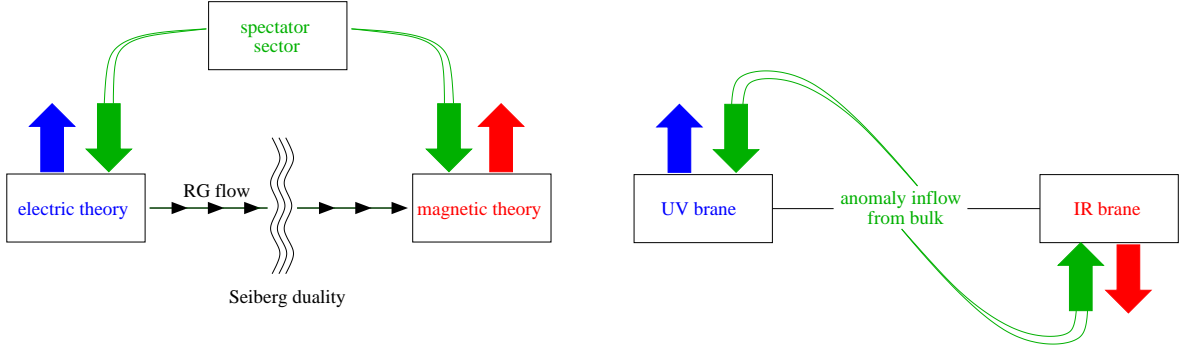 spectator
sector
electric theory
RG flow
magnetic theory
Seiberg duality
UV brane
anomaly inflow
from bulk
IR brane